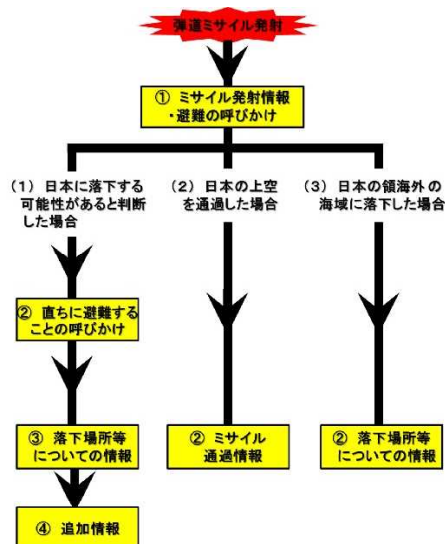 弾道ミサイル発射
① ミサイル発射情報
・避難の呼びかけ
(1) 日本に落下する
可能性があると判断
した場合
(2) 日本の上空
を通過した場合
(3) 日本の領海外の
海域に落下した場合
② 直ちに避難する
ことの呼びかけ
③ 落下場所等
についての情報
② ミサイル
通過情報
② 落下場所等
についての情報
④ 追加情報